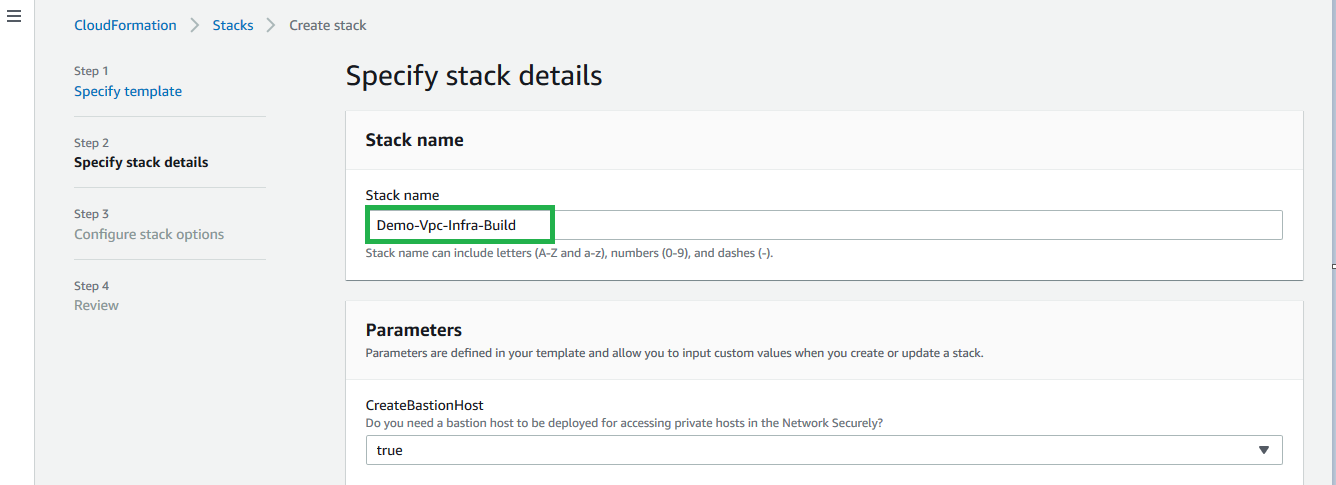 CloudFormation > Stacks > Create stack
Step 1
Specify template
Step 2
Specify stack details
Step 3
Configure stack options
Step 4
Review
Specify stack details
Stack name
Stack name
Demo-Vpc-Infra-Build
Stack name can include letters (A-Z and a-z), numbers (0-9), and dashes (-).
Parameters
Parameters are defined in your template and allow you to input custom values when you create or update a stack.
CreateBastionHost
Do you need a bastion host to be deployed for accessing private hosts in the Network Securely?
true